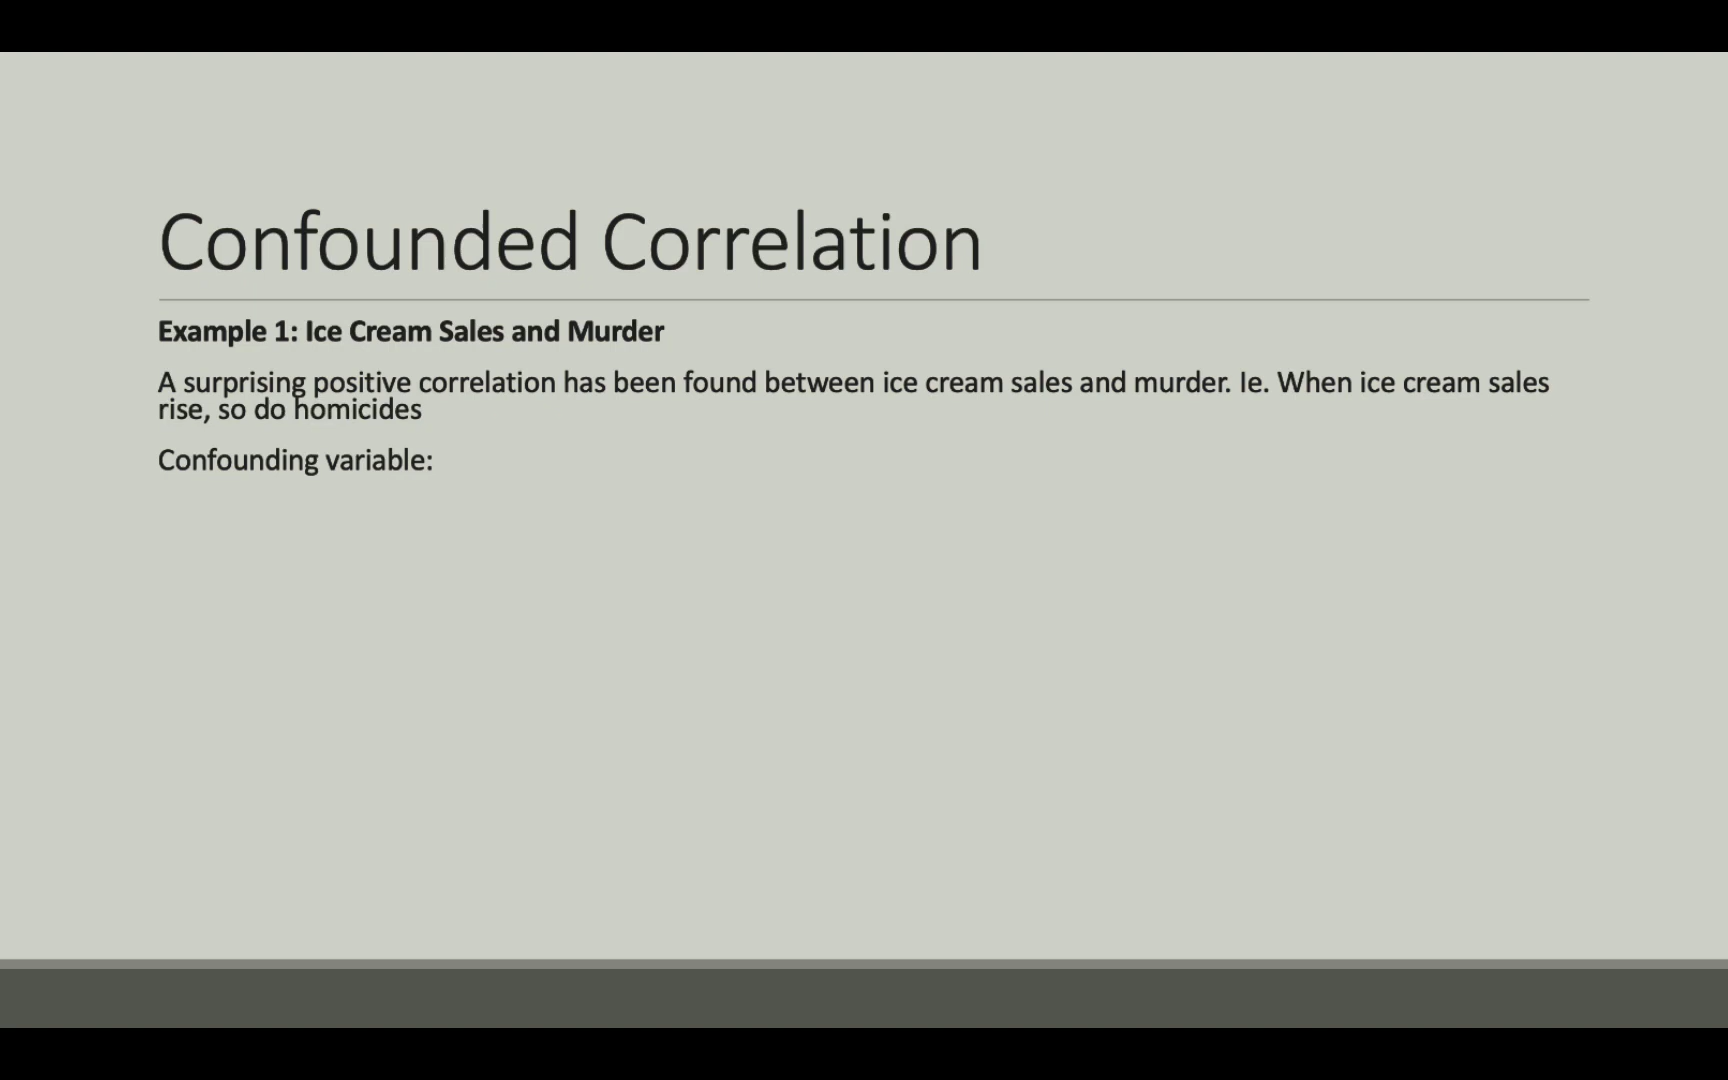 Confounded Correlation
Example 1: Ice Cream Sales and Murder
A surprising positive correlation has been found between ice cream sales and murder. Ie. When ice cream sales
rise, so do homicides
Confounding variable: